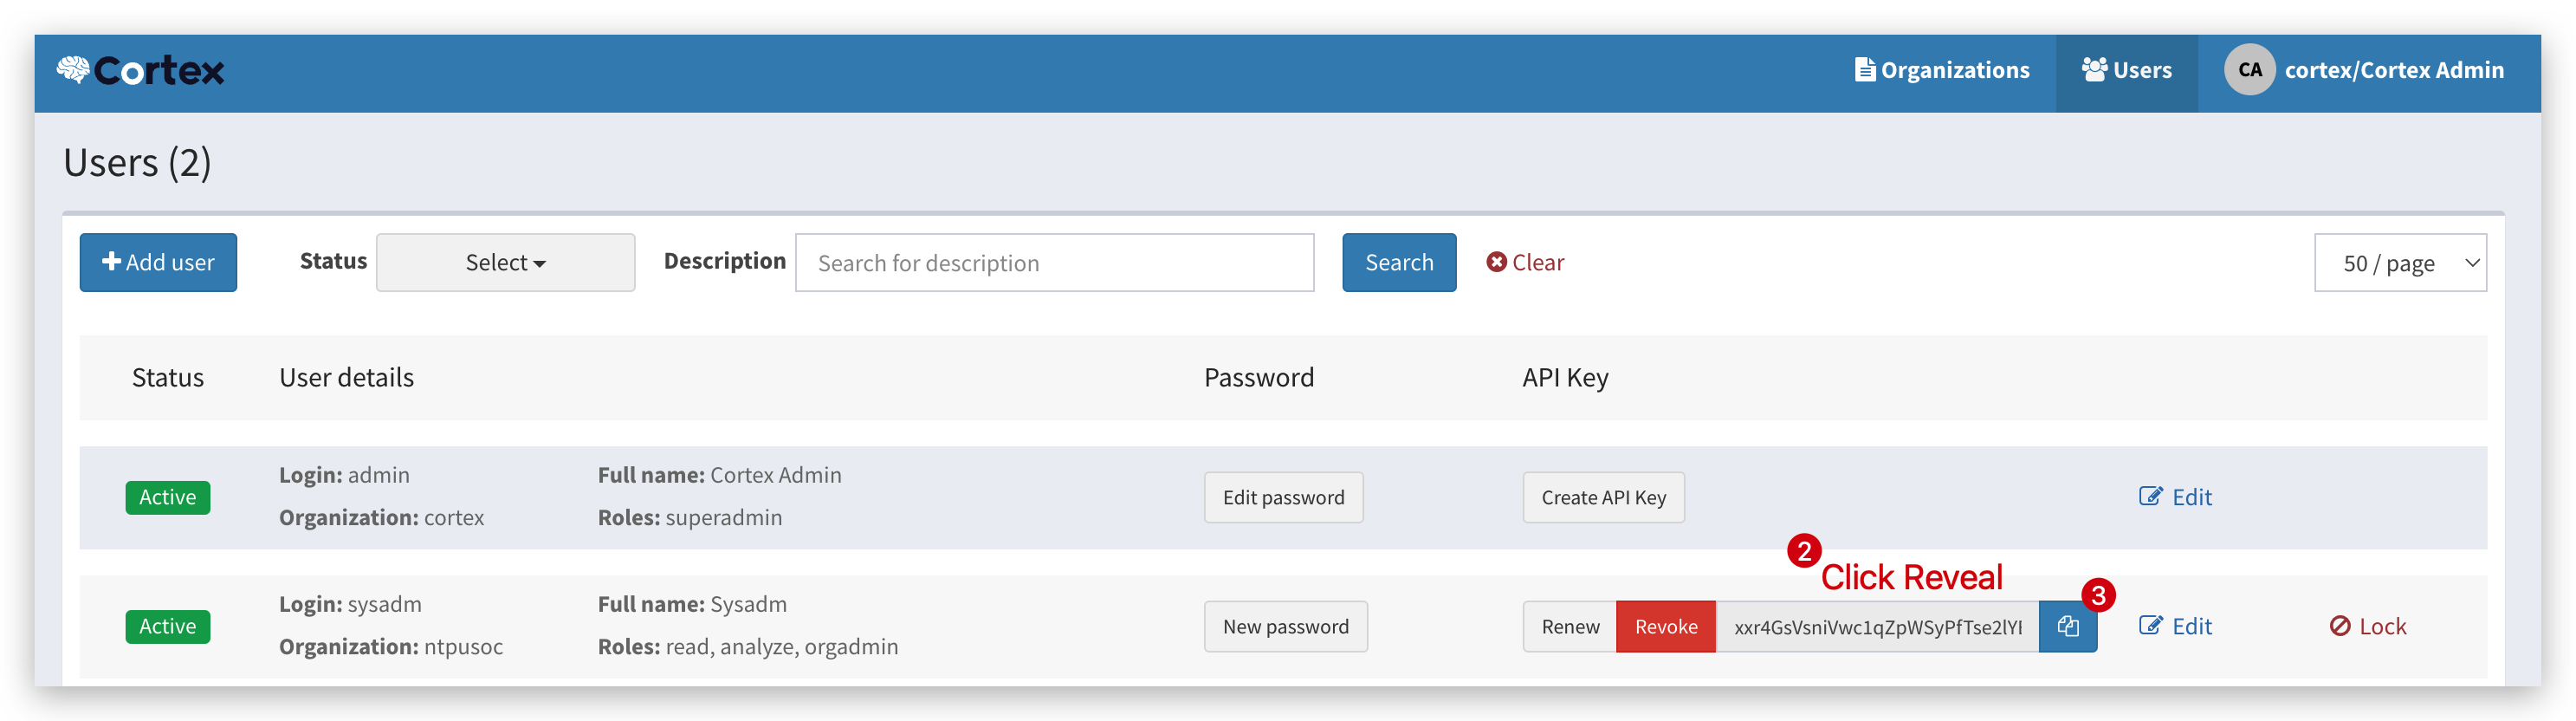 Cortex
Organizations
Users
CA
cortex/Cortex Admin
Users (2)
Add user
Status
Select
Description
Search for description
Search
Clear
50 / page
Status
User details
Password
API Key
Active
Login: admin
Full name: Cortex Admin
Organization: cortex
Roles: superadmin
Edit password
Create API Key
Edit
2
Click Reveal
3
Active
Login: sysadm
Full name: Sysadm
Organization: ntpusoc
Roles: read, analyze, orgadmin
New password
Renew
Revoke
Edit
Lock